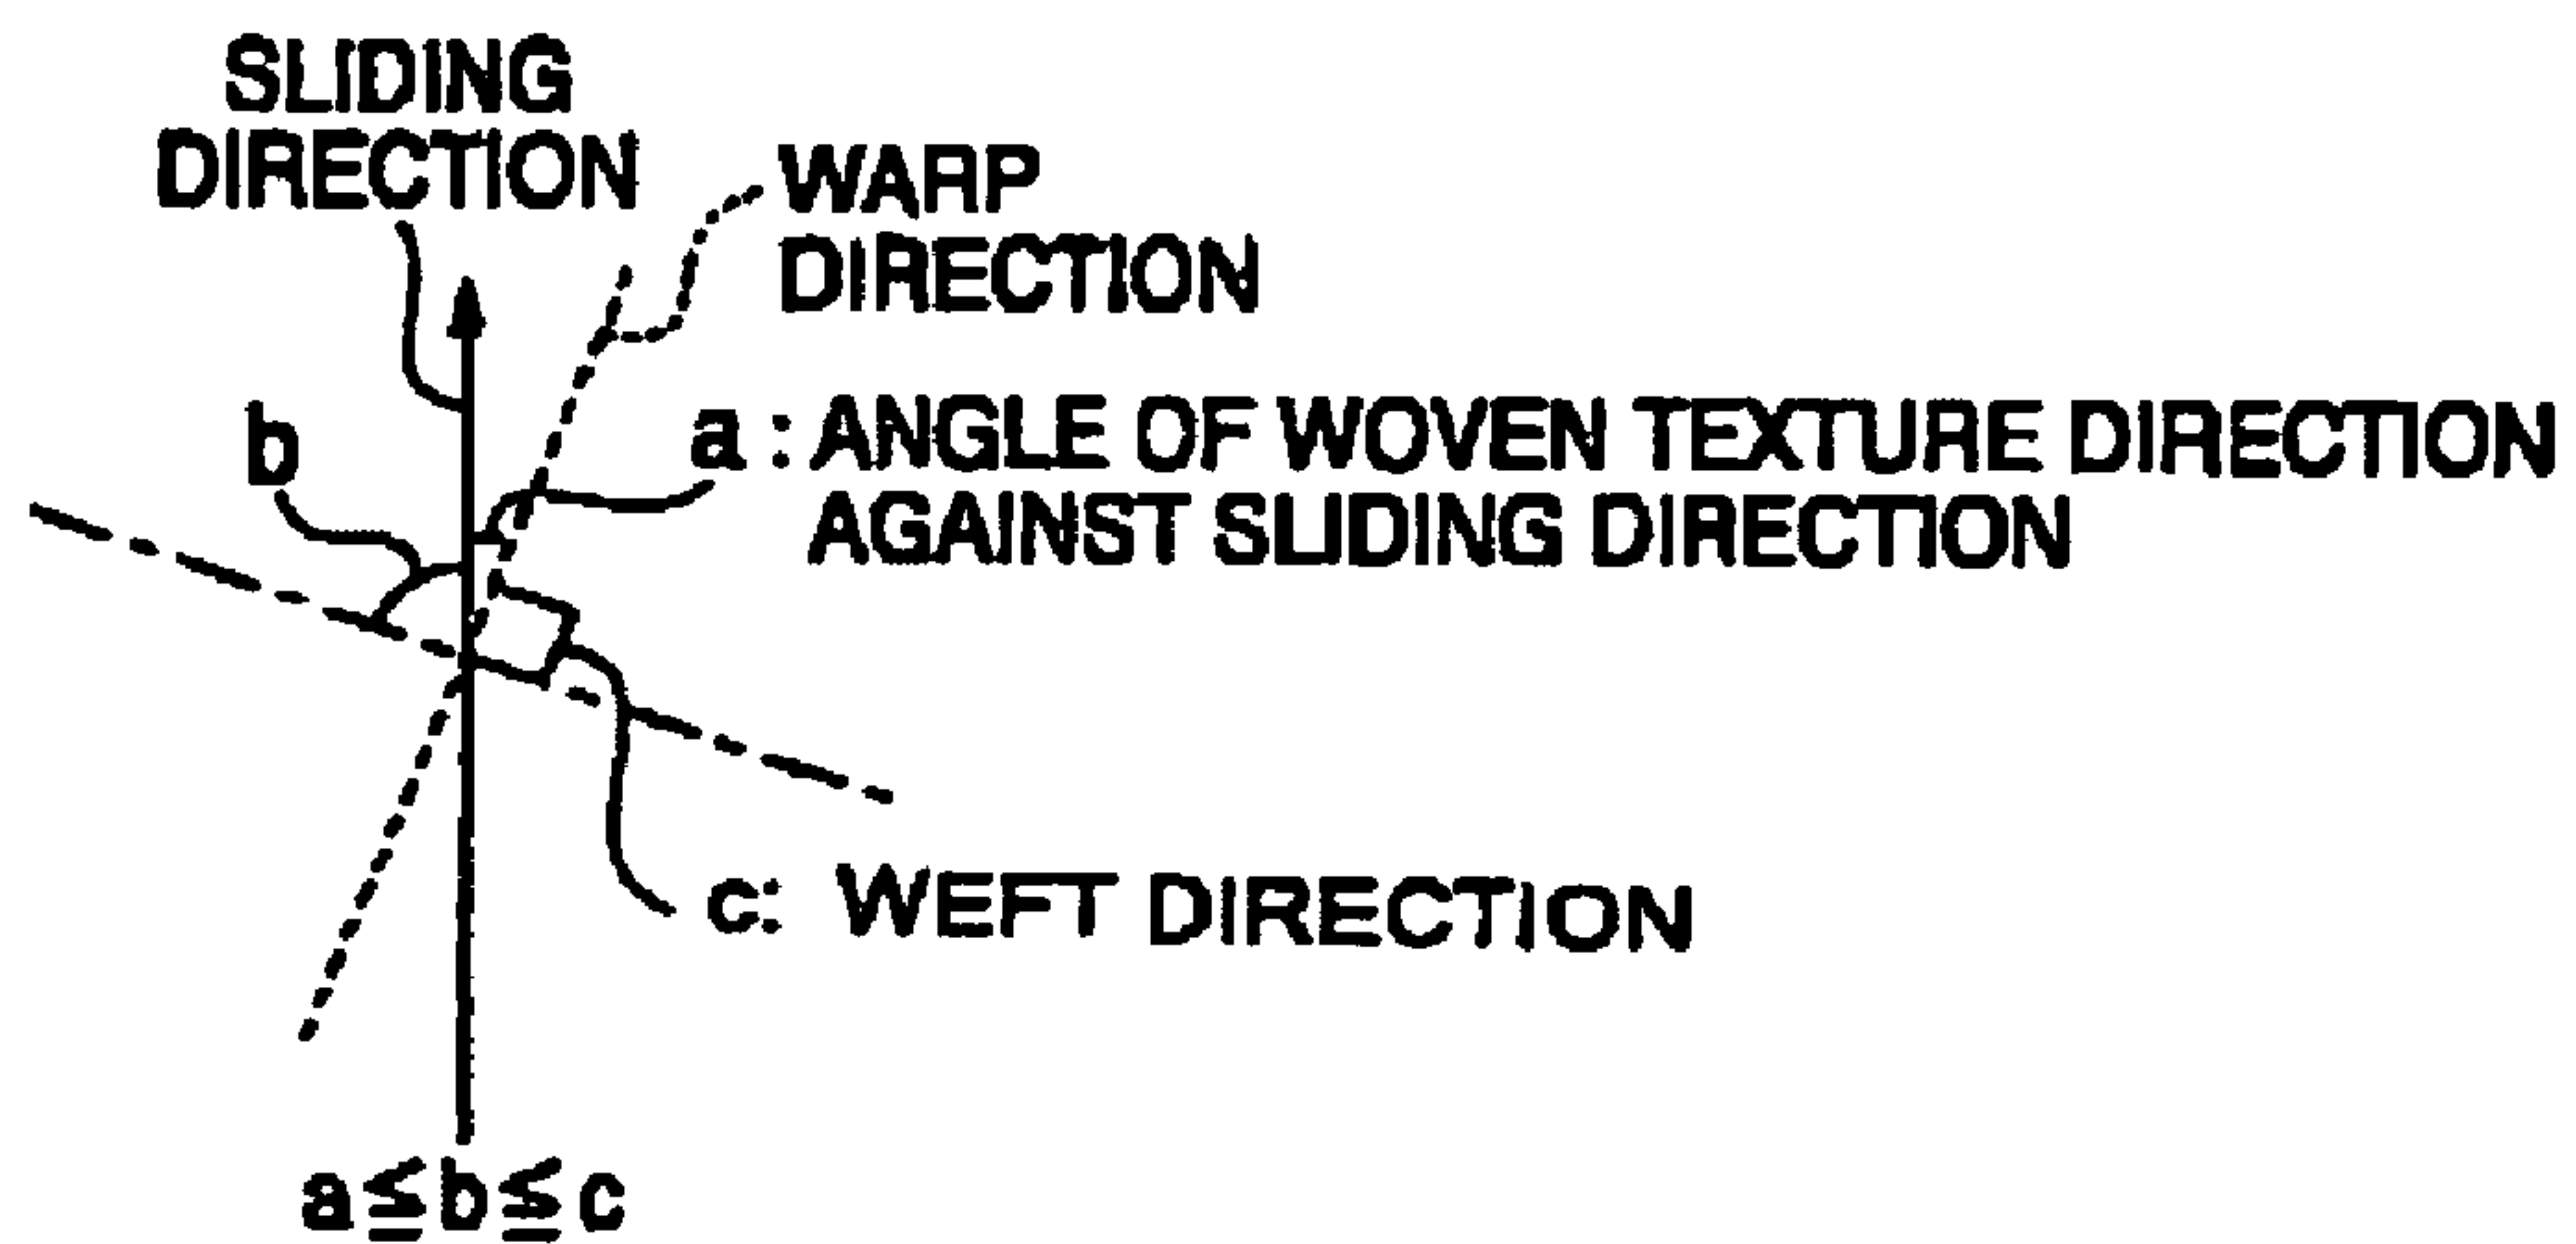 SLIDING
DIRECTION
WARP
DIRECTION
b
a : ANGLE OF WOVEN TEXTURE DIRECTION
AGAINST SLIDING DIRECTION
c: WEFT DIRECTION
a≦b≦c